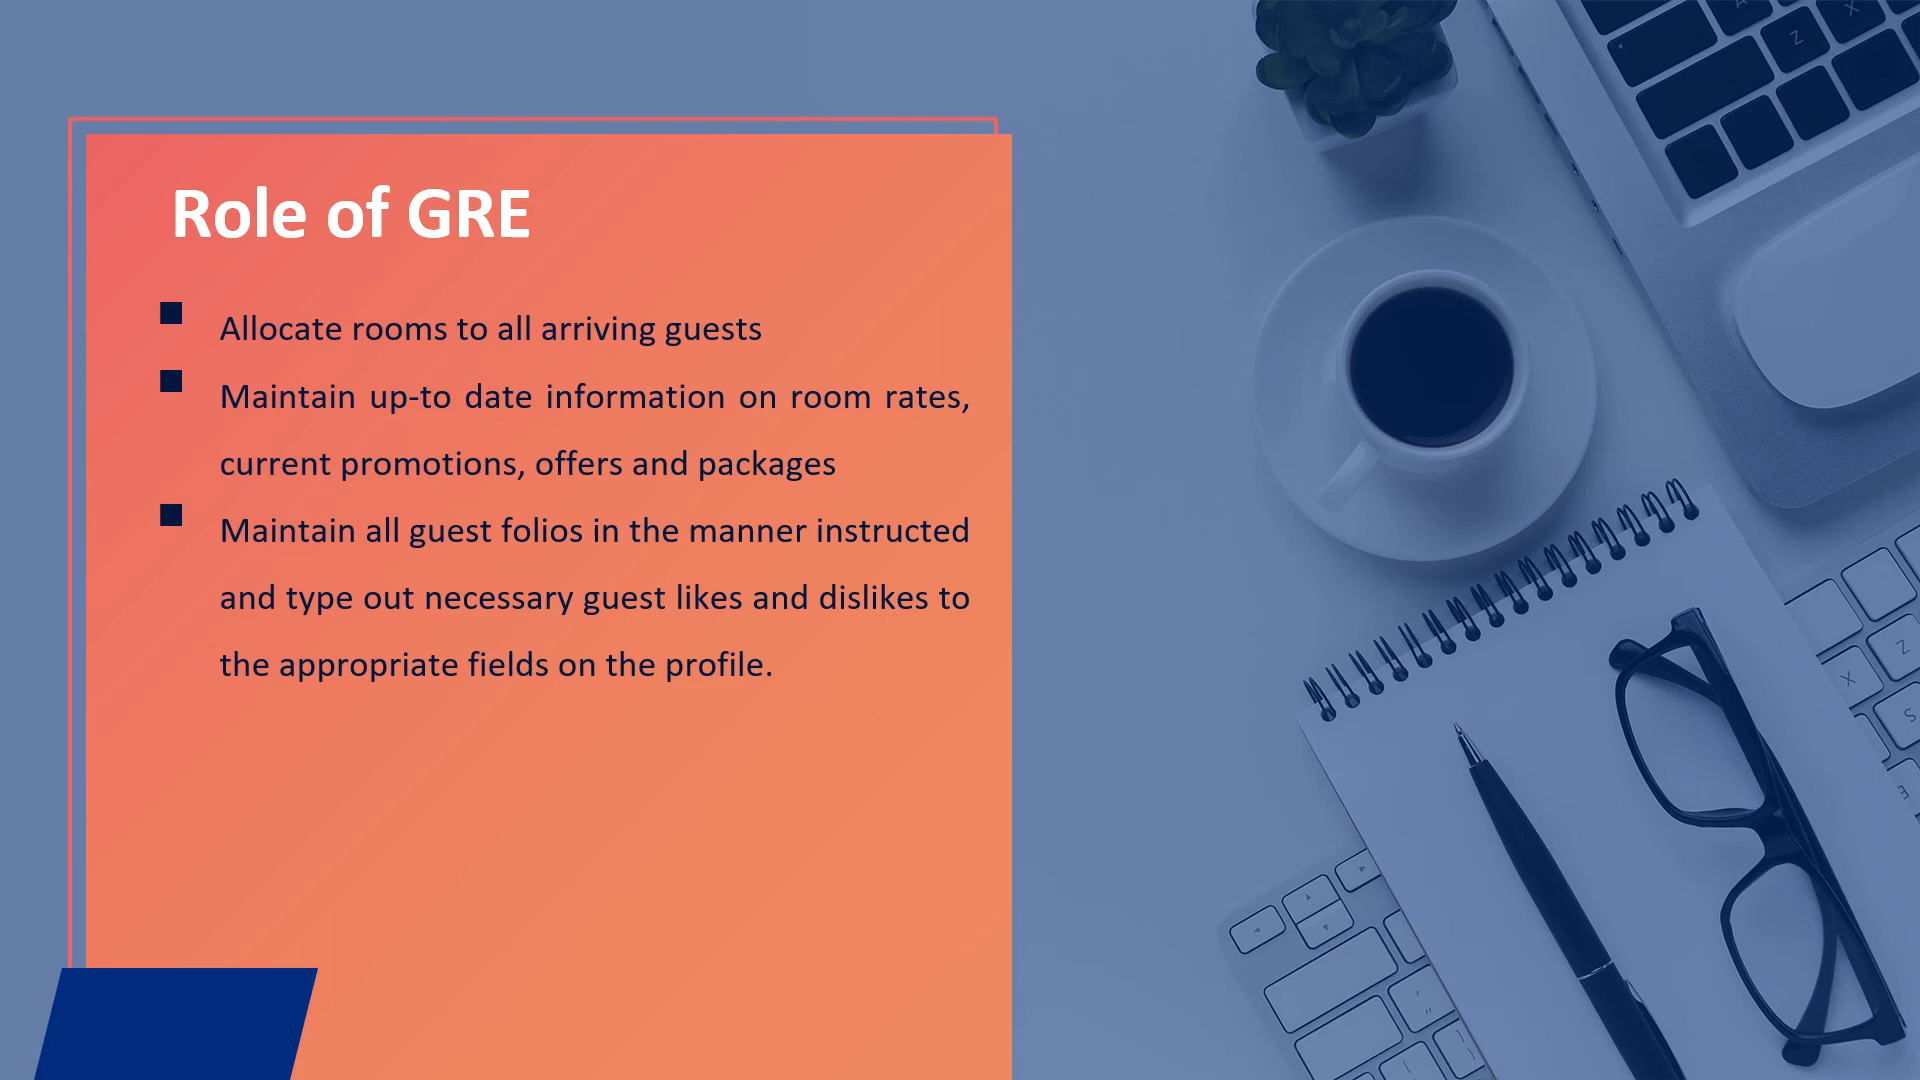 Role of GRE
Allocate rooms to all arriving guests
Maintain up-to date information on room rates,
current promotions, offers and packages
Maintain all guest folios in the manner instructed
and type out necessary guest likes and dislikes to
the appropriate fields on the profile.